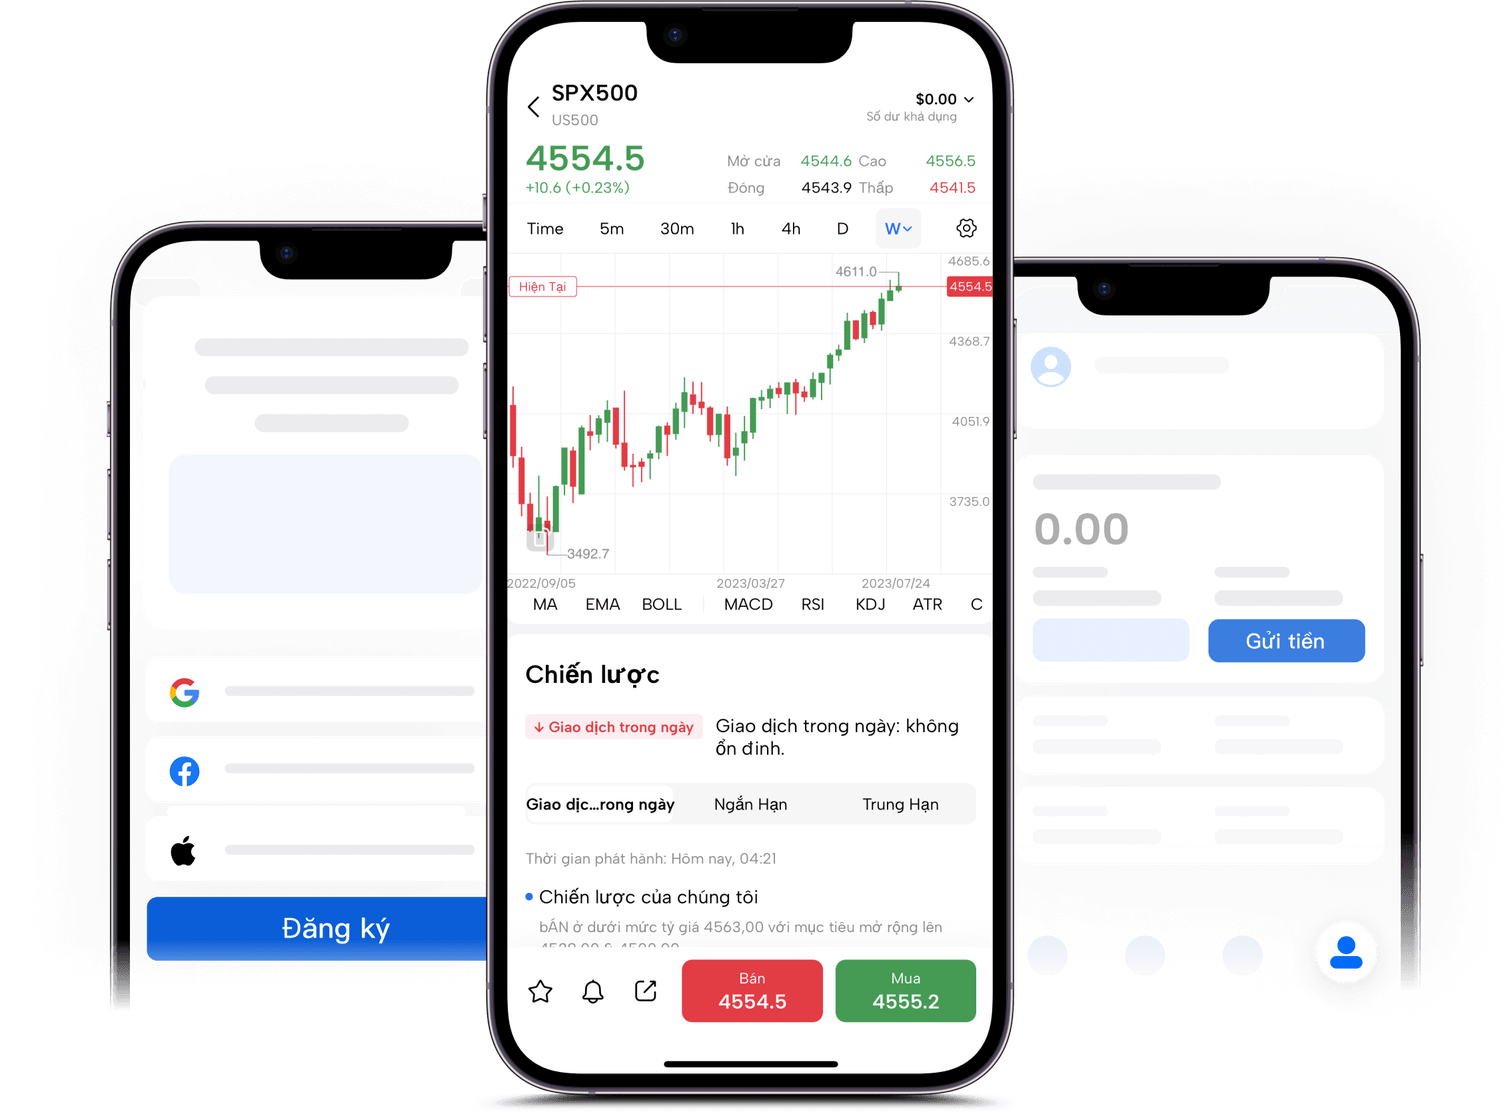 SPX500
US500
$0.00
Số dư khả dụng
4554.5
+10.6 (+0.23%)
Mở cửa 4544.6 Cao 4556.5
Đóng 4543.9 Thấp 4541.5
Time 5m 30m 1h 4h D W
4685.6
4611.0
Hiện Tại
4554.5
4368.7
4051.9
3735.0
3492.7
2022/09/05 2023/03/27 2023/07/24
MA EMA BOLL MACD RSI KDJ ATR C
Chiến lược
Giao dịch trong ngày
Giao dịch trong ngày: không
ổn đinh.
Giao dịc...rong ngày Ngắn Hạn Trung Hạn
Thời gian phát hành: Hôm nay, 04:21
Chiến lược của chúng tôi
bÁN ở dưới mức tỷ giá 4563,00 với mục tiêu mở rộng lên
Bán
4554.5
Mua
4555.2
Đăng ký
0.00
Gửi tiền